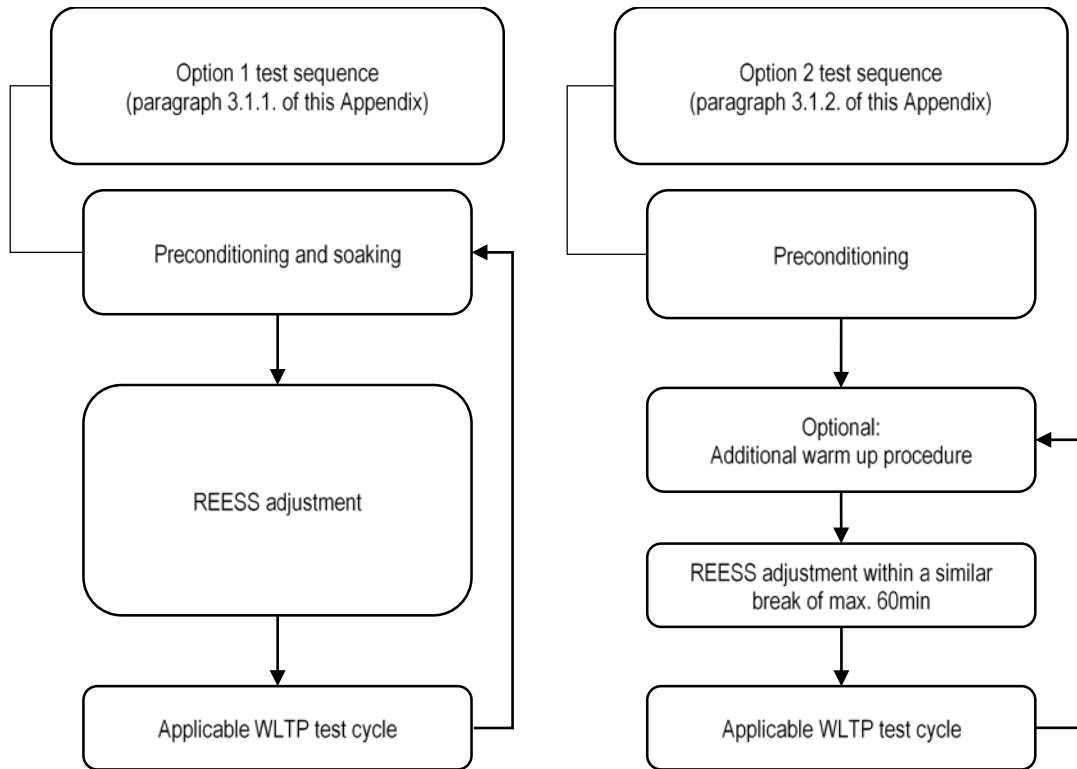 Option 1 test sequence
(paragraph 3.1.1. of this Appendix)
Preconditioning and soaking
REESS adjustment
Applicable WLTP test cycle
Option 2 test sequence
(paragraph 3.1.2. of this Appendix)
Preconditioning
Optional:
Additional warm up procedure
REESS adjustment within a similar
break of max. 60min
Applicable WLTP test cycle